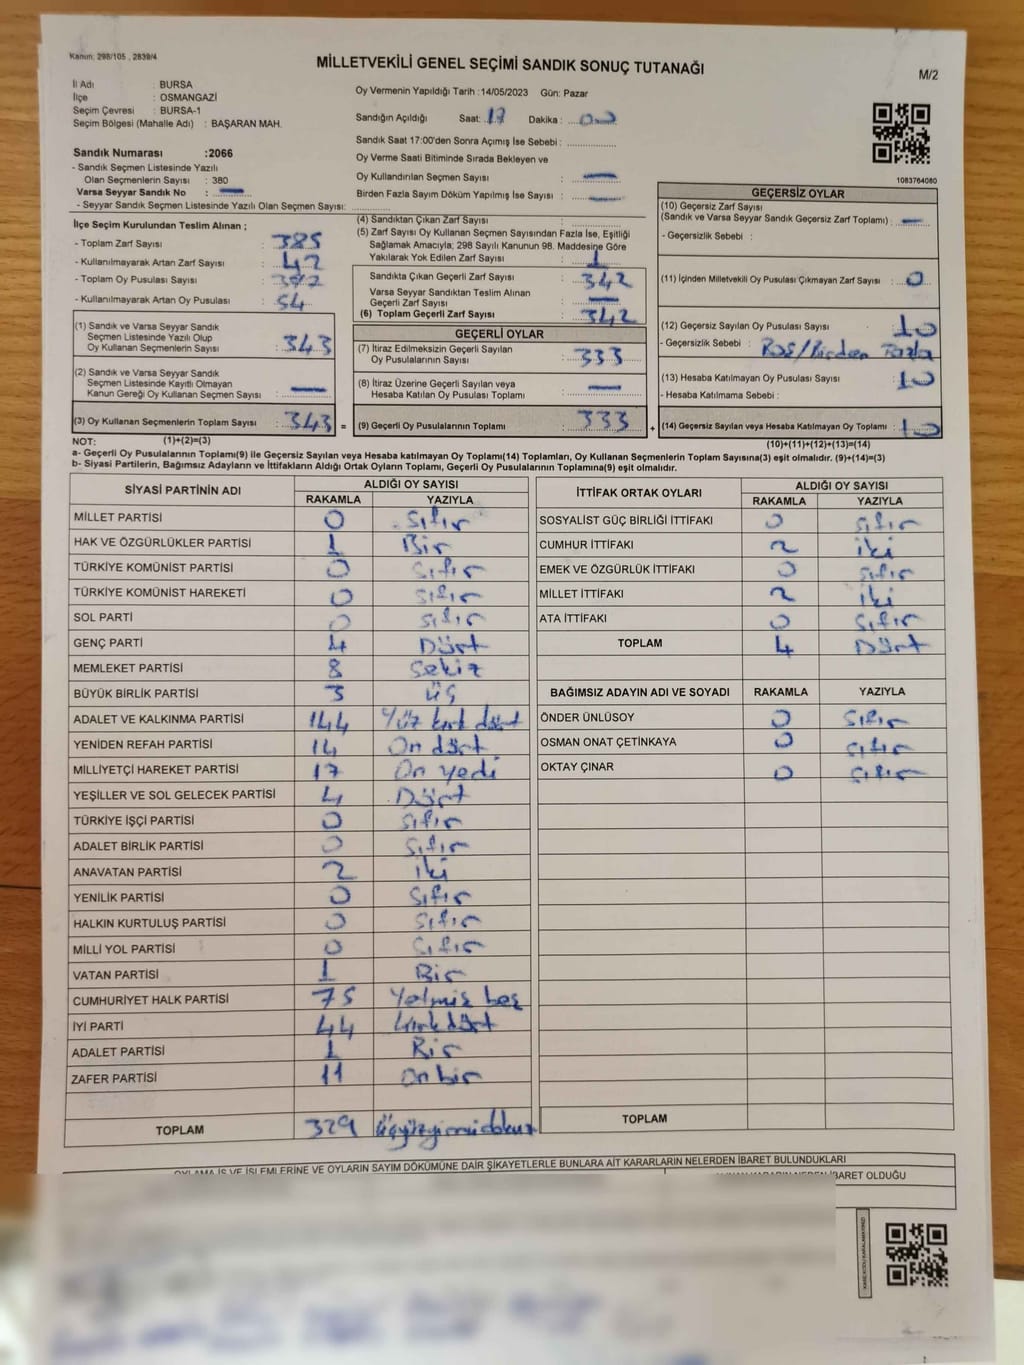 Kanun: 298/105 , 2839/4
MİLLETVEKİLİ GENEL SEÇİMİ SANDIK SONUÇ TUTANAĞI
M/2
İl Adı : BURSA
İlçe : OSMANGAZİ
Seçim Çevresi : BURSA-1
Seçim Bölgesi (Mahalle Adı) : BAŞARAN MAH.
Oy Vermenin Yapıldığı Tarih :14/05/2023 Gün: Pazar
Sandığın Açıldığı Saat: 17 Dakika : 00
Sandık Saat 17:00'den Sonra Açımış İse Sebebi :
Oy Verme Saati Bitiminde Sırada Bekleyen ve
Oy Kullandırılan Seçmen Sayısı : —
Birden Fazla Sayım Döküm Yapılmış İse Sayısı : —
1083764080
Sandık Numarası :2066
- Sandık Seçmen Listesinde Yazılı
Olan Seçmenlerin Sayısı : 380
Varsa Seyyar Sandık No : —
- Seyyar Sandık Seçmen Listesinde Yazılı Olan Seçmen Sayısı:
İlçe Seçim Kurulundan Teslim Alınan ;
- Toplam Zarf Sayısı : 385
- Kullanılmayarak Artan Zarf Sayısı : 42
- Toplam Oy Pusulası Sayısı :
- Kullanılmayarak Artan Oy Pusulası : 54
(1) Sandık ve Varsa Seyyar Sandık
Seçmen Listesinde Yazılı Olup
Oy Kullanan Seçmenlerin Sayısı : 343
(2) Sandık ve Varsa Seyyar Sandık
Seçmen Listesinde Kayıtlı Olmayan
Kanun Gereği Oy Kullanan Seçmen Sayısı : —
(3) Oy Kullanan Seçmenlerin Toplam Sayısı : 343 =
(4) Sandıktan Çıkan Zarf Sayısı :
(5) Zarf Sayısı Oy Kullanan Seçmen Sayısından Fazla İse, Eşitliği
Sağlamak Amacıyla; 298 Sayılı Kanunun 98. Maddesine Göre
Yakılarak Yok Edilen Zarf Sayısı : 1
Sandıkta Çıkan Geçerli Zarf Sayısı : 342
Varsa Seyyar Sandıktan Teslim Alınan
Geçerli Zarf Sayısı : —
(6) Toplam Geçerli Zarf Sayısı : 342
GEÇERLİ OYLAR
(7) İtiraz Edilmeksizin Geçerli Sayılan
Oy Pusulalarının Sayısı : 333
(8) İtiraz Üzerine Geçerli Sayılan veya
Hesaba Katılan Oy Pusulası Toplamı : —
(9) Geçerli Oy Pusulalarının Toplamı : 333 +
GEÇERSİZ OYLAR
(10) Geçersiz Zarf Sayısı
(Sandık ve Varsa Seyyar Sandık Geçersiz Zarf Toplamı) : —
- Geçersizlik Sebebi :
(11) İçinden Milletvekili Oy Pusulası Çıkmayan Zarf Sayısı : 0
(12) Geçersiz Sayılan Oy Pusulası Sayısı : 10
- Geçersizlik Sebebi : Boş/Birden Fazla
(13) Hesaba Katılmayan Oy Pusulası Sayısı : 10
- Hesaba Katılmama Sebebi :
(14) Geçersiz Sayılan veya Hesaba Katılmayan Oy Toplamı : 10
NOT: (1)+(2)=(3) (10)+(11)+(12)+(13)=(14)
a- Geçerli Oy Pusulalarının Toplamı(9) ile Geçersiz Sayılan veya Hesaba katılmayan Oy Toplamı(14) Toplamları, Oy Kullanan Seçmenlerin Toplam Sayısına(3) eşit olmalıdır. (9)+(14)=(3)
b- Siyasi Partilerin, Bağımsız Adayların ve İttifakların Aldığı Ortak Oyların Toplamı, Geçerli Oy Pusulalarının Toplamına(9) eşit olmalıdır.
SİYASİ PARTİNİN ADI ALDIĞI OY SAYISI
RAKAMLA YAZIYLA
MİLLET PARTİSİ 0 Sıfır
HAK VE ÖZGÜRLÜKLER PARTİSİ 1 Bir
TÜRKİYE KOMÜNİST PARTİSİ 0 Sıfır
TÜRKİYE KOMÜNİST HAREKETİ 0 Sıfır
SOL PARTİ 0 Sıfır
GENÇ PARTİ 4 Dört
MEMLEKET PARTİSİ 8 Sekiz
BÜYÜK BİRLİK PARTİSİ 3 üç
ADALET VE KALKINMA PARTİSİ 144 Yüz kırk dört
YENİDEN REFAH PARTİSİ 14 On dört
MİLLİYETÇİ HAREKET PARTİSİ 17 On yedi
YEŞİLLER VE SOL GELECEK PARTİSİ 4 Dört
TÜRKİYE İŞÇİ PARTİSİ 0 Sıfır
ADALET BİRLİK PARTİSİ 0 Sıfır
ANAVATAN PARTİSİ 2 iki
YENİLİK PARTİSİ 0 Sıfır
HALKIN KURTULUŞ PARTİSİ 0 Sıfır
MİLLİ YOL PARTİSİ 0 Sıfır
VATAN PARTİSİ 1 Bir
CUMHURİYET HALK PARTİSİ 75 Yetmiş beş
İYİ PARTİ 44 kırk dört
ADALET PARTİSİ 1 Bir
ZAFER PARTİSİ 11 On bir
TOPLAM 329 üçyüzyirmidokuz
İTTİFAK ORTAK OYLARI ALDIĞI OY SAYISI
RAKAMLA YAZIYLA
SOSYALİST GÜÇ BİRLİĞİ İTTİFAKI 0 Sıfır
CUMHUR İTTİFAKI 2 iki
EMEK VE ÖZGÜRLÜK İTTİFAKI 0 Sıfır
MİLLET İTTİFAKI 2 iki
ATA İTTİFAKI 0 Sıfır
TOPLAM 4 Dört
BAĞIMSIZ ADAYIN ADI VE SOYADI RAKAMLA YAZIYLA
ÖNDER ÜNLÜSOY 0 Sıfır
OSMAN ONAT ÇETİNKAYA 0 Sıfır
OKTAY ÇINAR 0 Sıfır
TOPLAM
OYLAMA İŞ VE İŞLEMLERİNE VE OYLARIN SAYIM DÖKÜMÜNE DAİR ŞİKAYETLERLE BUNLARA AİT KARARLARIN NELERDEN İBARET BULUNDUKLARI
KARARIN NERDEN İBARET OLDUĞU
KAREKODU KARALAMAYINIZ!